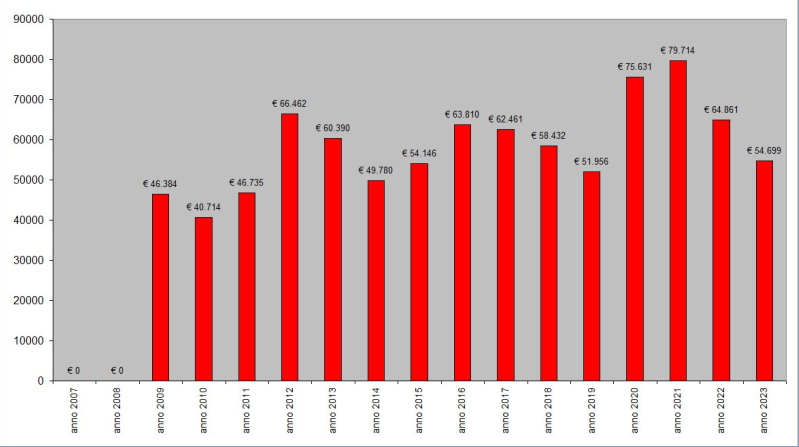 90000
80000
70000
60000
50000
40000
30000
20000
10000
0
€ 0
€ 0
€ 46.384
€ 40.714
€ 46.735
€ 66.462
€ 60.390
€ 49.780
€ 54.146
€ 63.810
€ 62.461
€ 58.432
€ 51.956
€ 75.631
€ 79.714
€ 64.861
€ 54.699
anno 2007
anno 2008
anno 2009
anno 2010
anno 2011
anno 2012
anno 2013
anno 2014
anno 2015
anno 2016
anno 2017
anno 2018
anno 2019
anno 2020
anno 2021
anno 2022
anno 2023